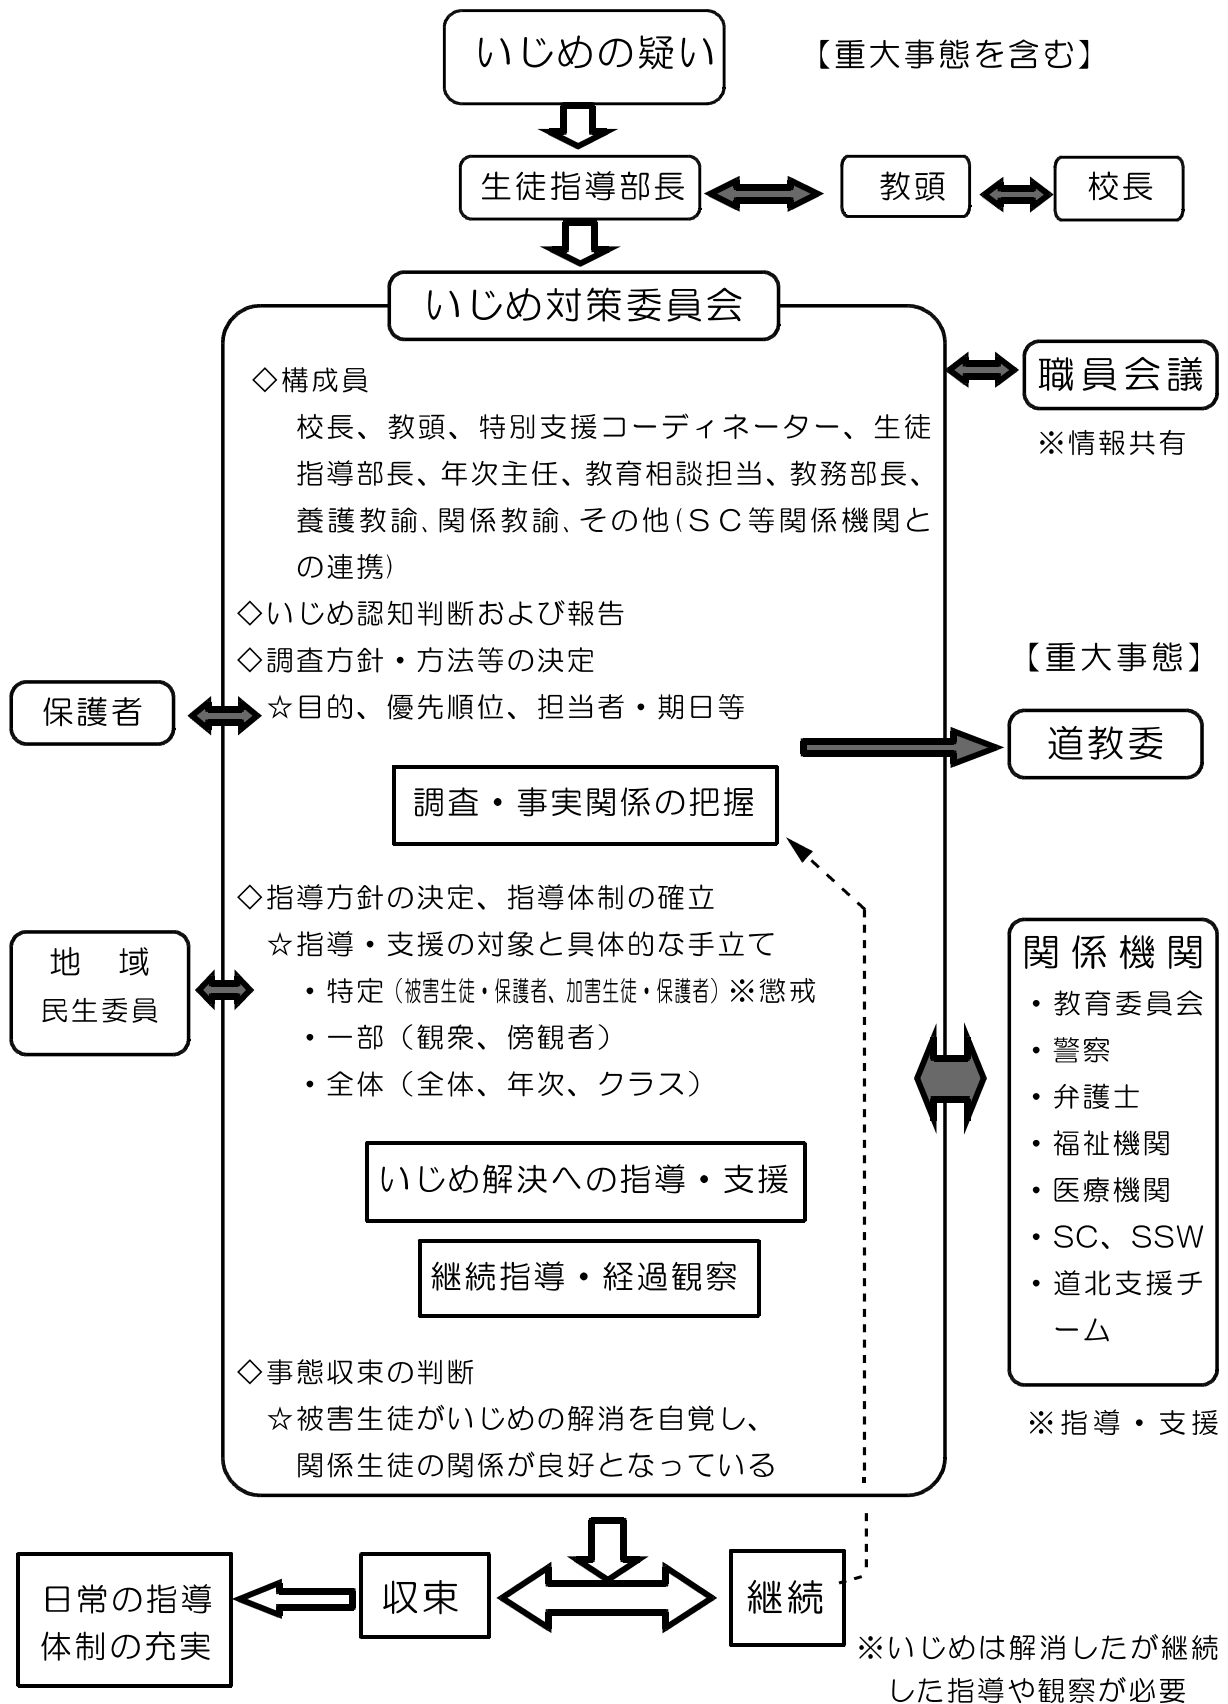 いじめの疑い
【重大事態を含む】
生徒指導部長
教頭
校長
いじめ対策委員会
職員会議
※情報共有
◇構成員
校長、教頭、特別支援コーディネーター、生徒
指導部長、年次主任、教育相談担当、教務部長、
養護教諭、関係教諭、その他(ＳＣ等関係機関と
の連携)
◇いじめ認知判断および報告
◇調査方針・方法等の決定
☆目的、優先順位、担当者・期日等
保護者
【重大事態】
道教委
調査・事実関係の把握
◇指導方針の決定、指導体制の確立
☆指導・支援の対象と具体的な手立て
・特定（被害生徒・保護者、加害生徒・保護者）※懲戒
・一部（観衆、傍観者）
・全体（全体、年次、クラス）
地　域
民生委員
関係機関
・教育委員会
・警察
・弁護士
・福祉機関
・医療機関
・SC、SSW
・道北支援チ
ーム
※指導・支援
いじめ解決への指導・支援
継続指導・経過観察
◇事態収束の判断
☆被害生徒がいじめの解消を自覚し、
関係生徒の関係が良好となっている
日常の指導
体制の充実
収束
継続
※いじめは解消したが継続
した指導や観察が必要